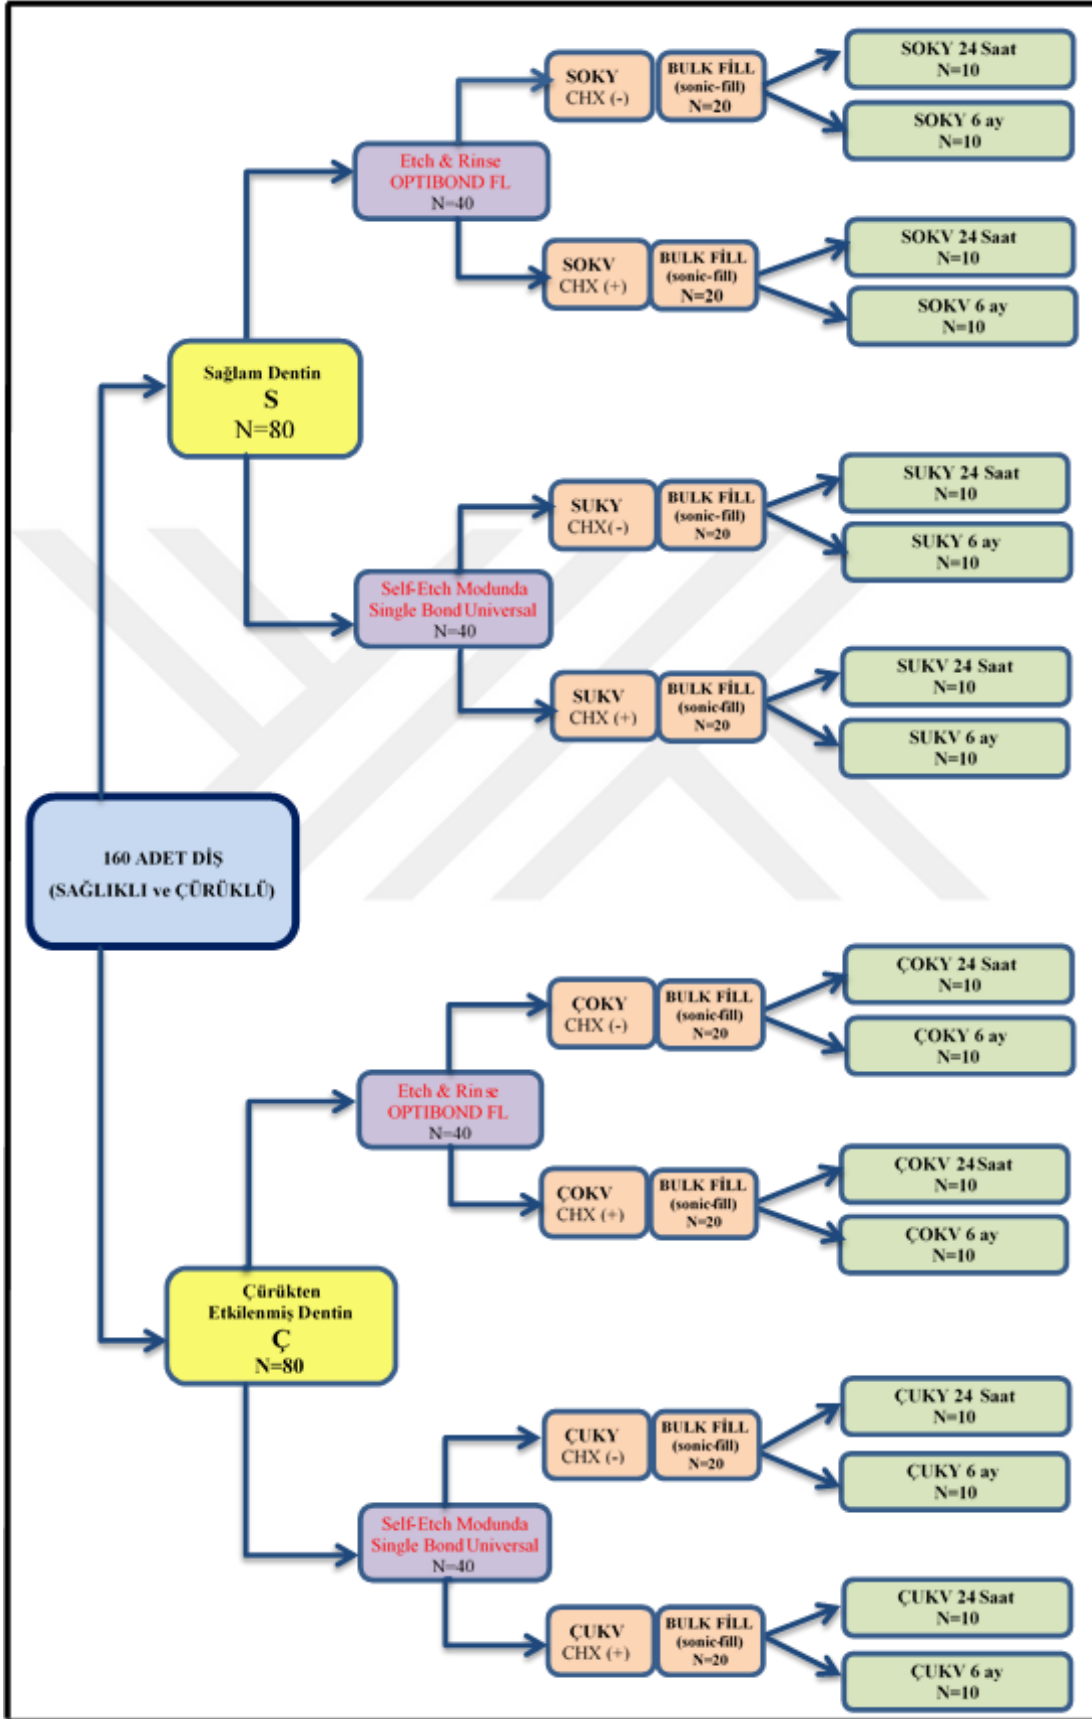 160 ADET DİŞ
(SAĞLIKLI ve ÇÜRÜKLÜ)
Sağlam Dentin
S
N=80
Etch & Rinse
OPTIBOND FL
N=40
SOKY
CHX (-)
BULK FİLL
(sonic-fill)
N=20
SOKY 24 Saat
N=10
SOKY 6 ay
N=10
SOKV
CHX (+)
BULK FİLL
(sonic-fill)
N=20
SOKV 24 Saat
N=10
SOKV 6 ay
N=10
Self-Etch Modunda
Single Bond Universal
N=40
SUKY
CHX(-)
BULK FİLL
(sonic-fill)
N=20
SUKY 24 Saat
N=10
SUKY 6 ay
N=10
SUKV
CHX (+)
BULK FİLL
(sonic-fill)
N=20
SUKV 24 Saat
N=10
SUKV 6 ay
N=10
Çürükten
Etkilenmiş Dentin
Ç
N=80
Etch & Rinse
OPTIBOND FL
N=40
ÇOKY
CHX (-)
BULK FİLL
(sonic-fill)
N=20
ÇOKY 24 Saat
N=10
ÇOKY 6 ay
N=10
ÇOKV
CHX (+)
BULK FİLL
(sonic-fill)
N=20
ÇOKV 24 Saat
N=10
ÇOKV 6 ay
N=10
Self-Etch Modunda
Single Bond Universal
N=40
ÇUKY
CHX (-)
BULK FİLL
(sonic-fill)
N=20
ÇUKY 24 Saat
N=10
ÇUKY 6 ay
N=10
ÇUKV
CHX (+)
BULK FİLL
(sonic-fill)
N=20
ÇUKV 24 Saat
N=10
ÇUKV 6 ay
N=10